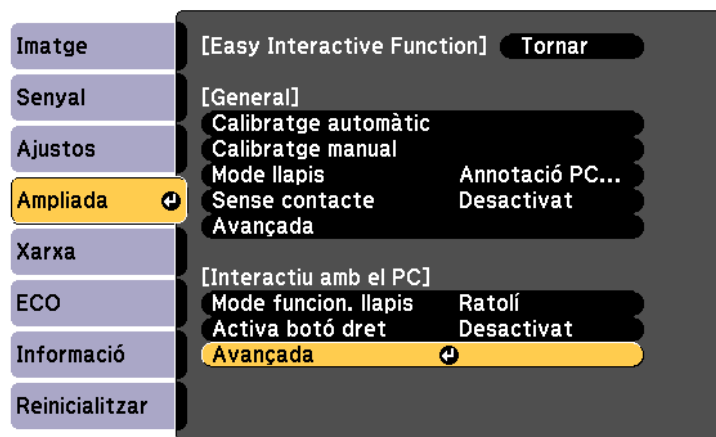 Imatge
Senyal
Ajustos
Ampliada
Xarxa
ECO
Informació
Reinicialitzar
[Easy Interactive Function] Tornar
[General]
Calibratge automàtic
Calibratge manual
Mode llapis Annotació PC...
Sense contacte Desactivat
Avançada
[Interactiu amb el PC]
Mode funcion. llapis Ratolí
Activa botó dret Desactivat
Avançada